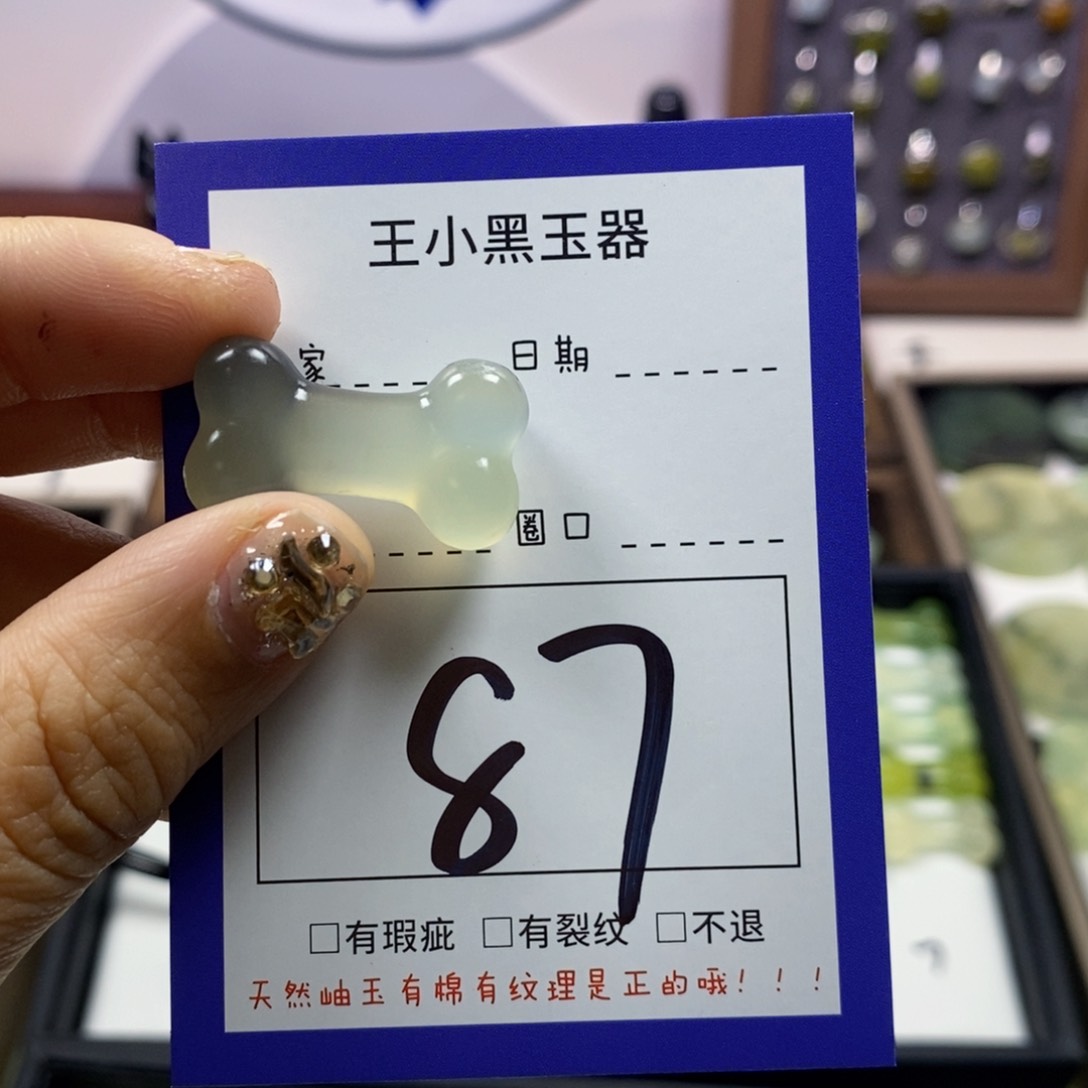 王小黑玉器
家 日期
圈口
87
□有瑕疵 □有裂纹 □不退
天然岫玉有棉有纹理是正的哦！！！